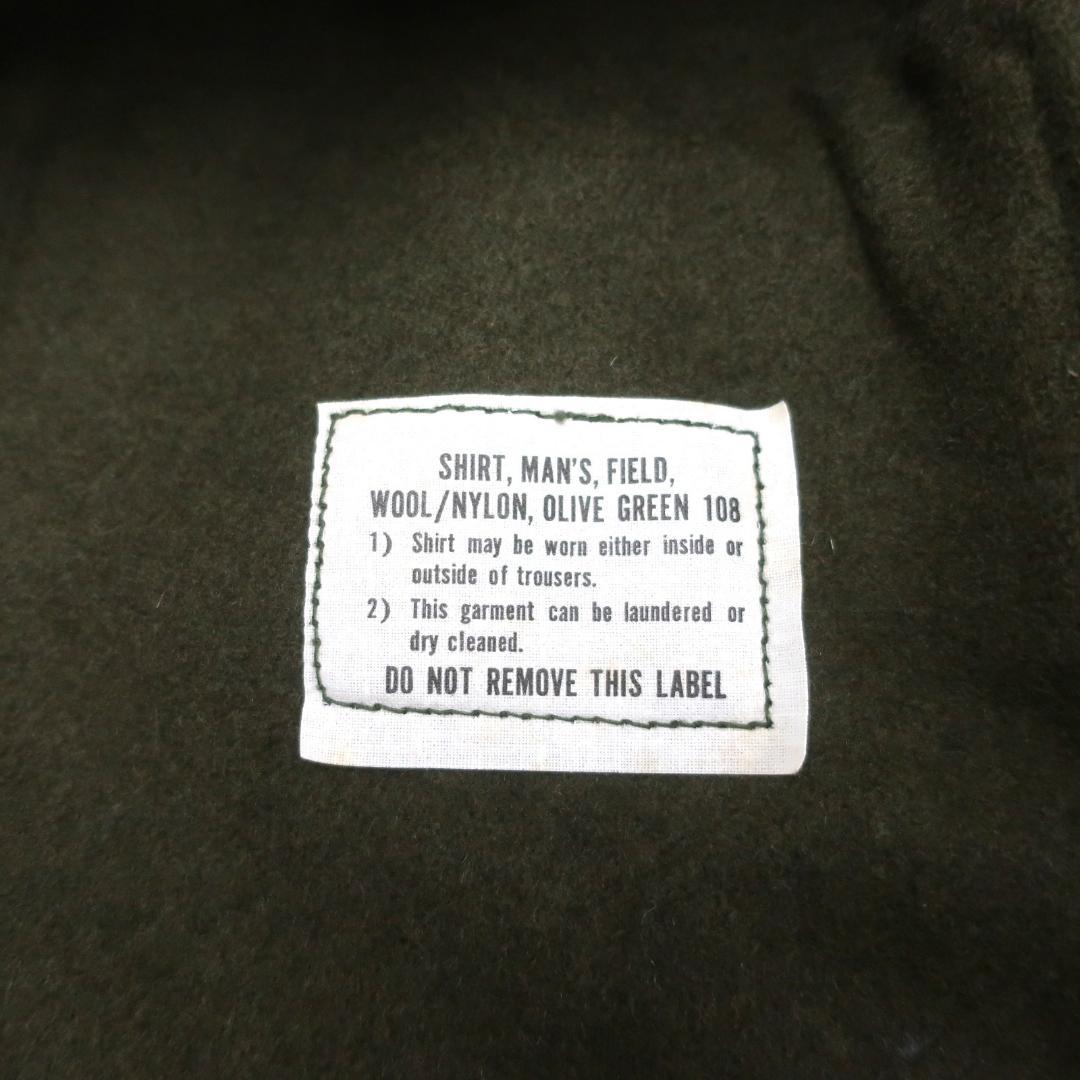 SHIRT, MAN'S, FIELD,
WOOL/NYLON, OLIVE GREEN 108
1) Shirt may be worn either inside or
outside of trousers.
2) This garment can be laundered or
dry cleaned.
DO NOT REMOVE THIS LABEL